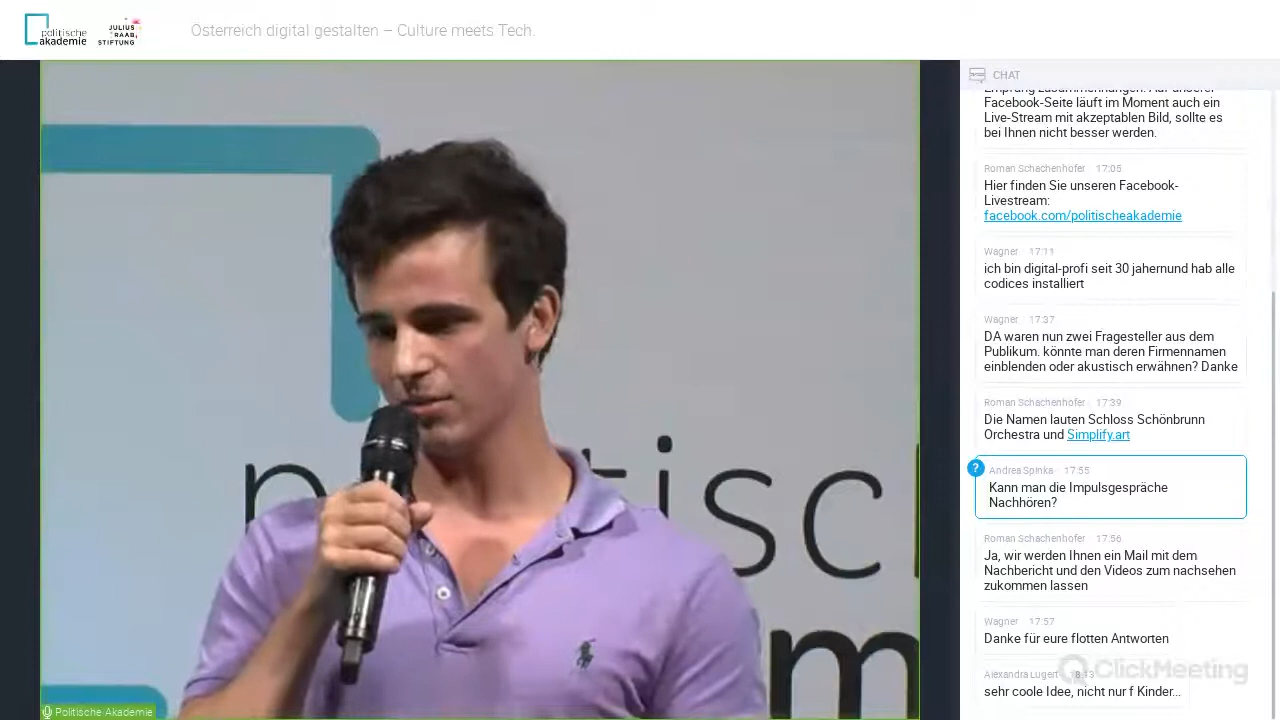 politische
akademie
JULIUS
RAAB
STIFTUNG
Österreich digital gestalten – Culture meets Tech.
CHAT
Empfang zusammenhängen. Auf unserer
Facebook-Seite läuft im Moment auch ein
Live-Stream mit akzeptablen Bild, sollte es
bei Ihnen nicht besser werden.
Roman Schachenhofer 17:05
Hier finden Sie unseren Facebook-
Livestream:
facebook.com/politischeakademie
Wagner 17:11
ich bin digital-profi seit 30 jahernund hab alle
codices installiert
Wagner 17:37
DA waren nun zwei Fragesteller aus dem
Publikum. könnte man deren Firmennamen
einblenden oder akustisch erwähnen? Danke
Roman Schachenhofer 17:39
Die Namen lauten Schloss Schönbrunn
Orchestra und Simplify.art
?
Andrea Spinka 17:55
Kann man die Impulsgespräche
Nachhören?
Roman Schachenhofer 17:56
Ja, wir werden Ihnen ein Mail mit dem
Nachbericht und den Videos zum nachsehen
zukommen lassen
Wagner 17:57
Danke für eure flotten Antworten
Alexandra Lugert 18:13
sehr coole Idee, nicht nur f Kinder...
ClickMeeting
p tisch
m
Politische Akademie